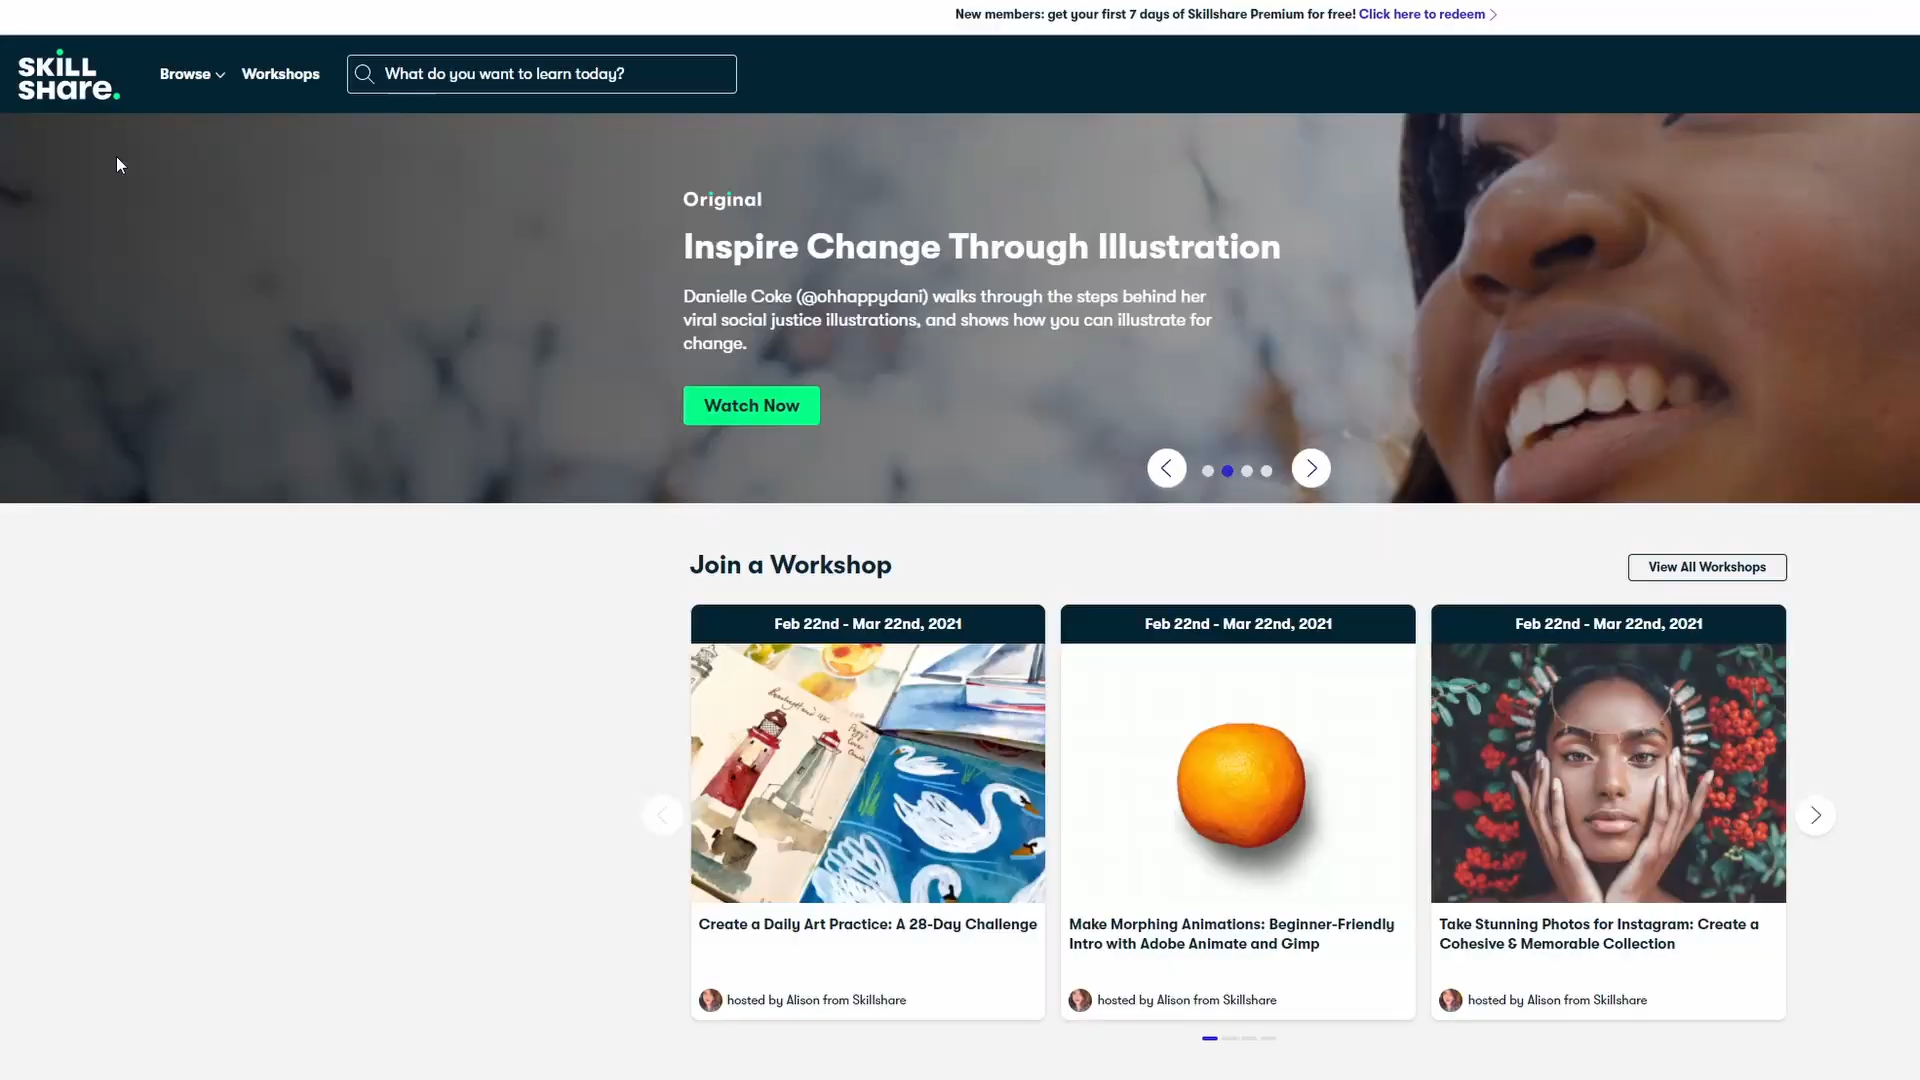 New members: get your first 7 days of Skillshare Premium for free! Click here to redeem
SKiLL
SHare.
Browse
Workshops
What do you want to learn today?
Original
Inspire Change Through Illustration
Danielle Coke (@ohhappydani) walks through the steps behind her
viral social justice illustrations, and shows how you can illustrate for
change.
Watch Now
Join a Workshop
View All Workshops
Feb 22nd - Mar 22nd, 2021
Feb 22nd - Mar 22nd, 2021
Feb 22nd - Mar 22nd, 2021
Create a Daily Art Practice: A 28-Day Challenge
Make Morphing Animations: Beginner-Friendly
Intro with Adobe Animate and Gimp
Take Stunning Photos for Instagram: Create a
Cohesive & Memorable Collection
hosted by Alison from Skillshare
hosted by Alison from Skillshare
hosted by Alison from Skillshare